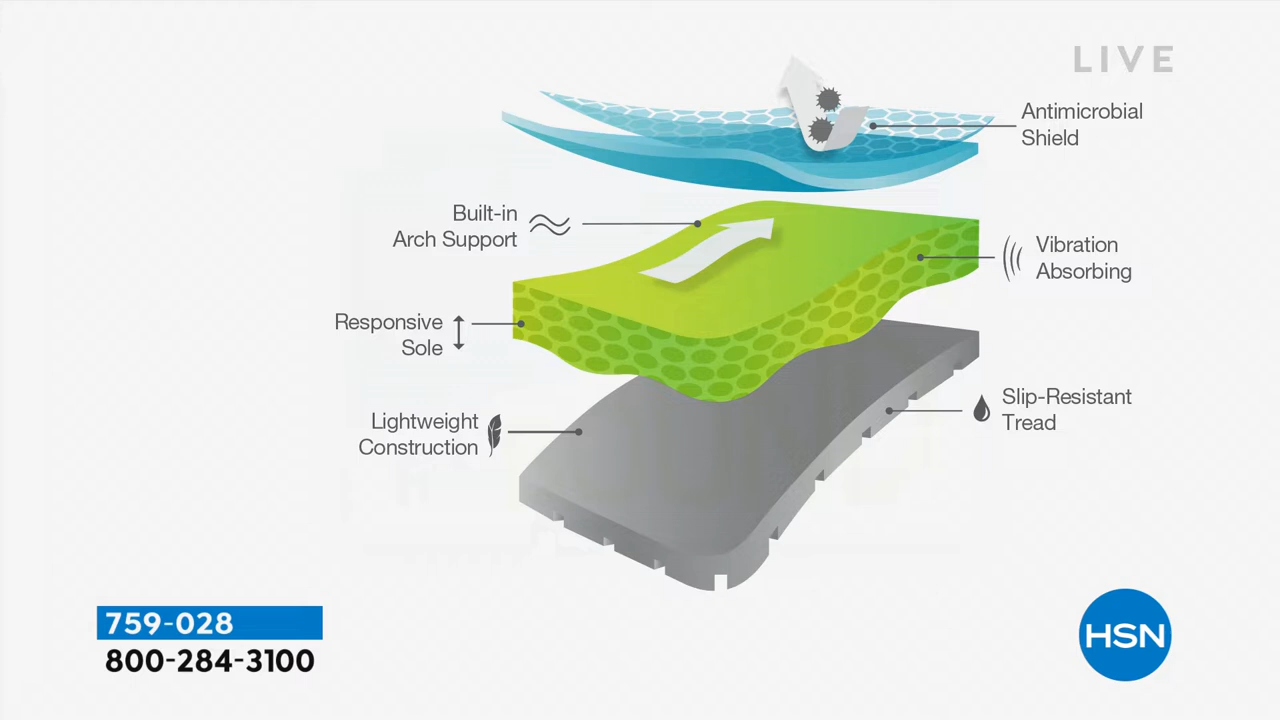 LIVE
Antimicrobial
Shield
Built-in
Arch Support
Vibration
Absorbing
Responsive
Sole
Slip-Resistant
Tread
Lightweight
Construction
759-028
800-284-3100
HSN